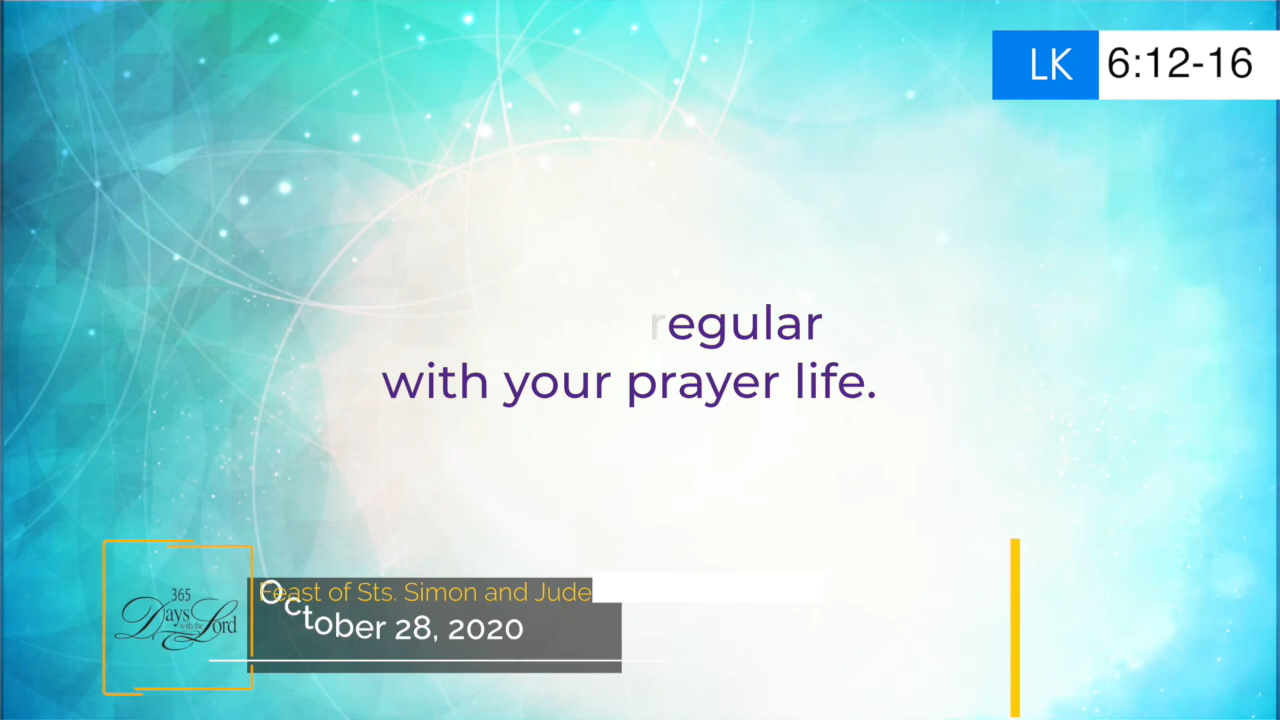 LK 6:12-16
regular
with your prayer life.
365
Days with the Lord
Feast of Sts. Simon and Jude
October 28, 2020